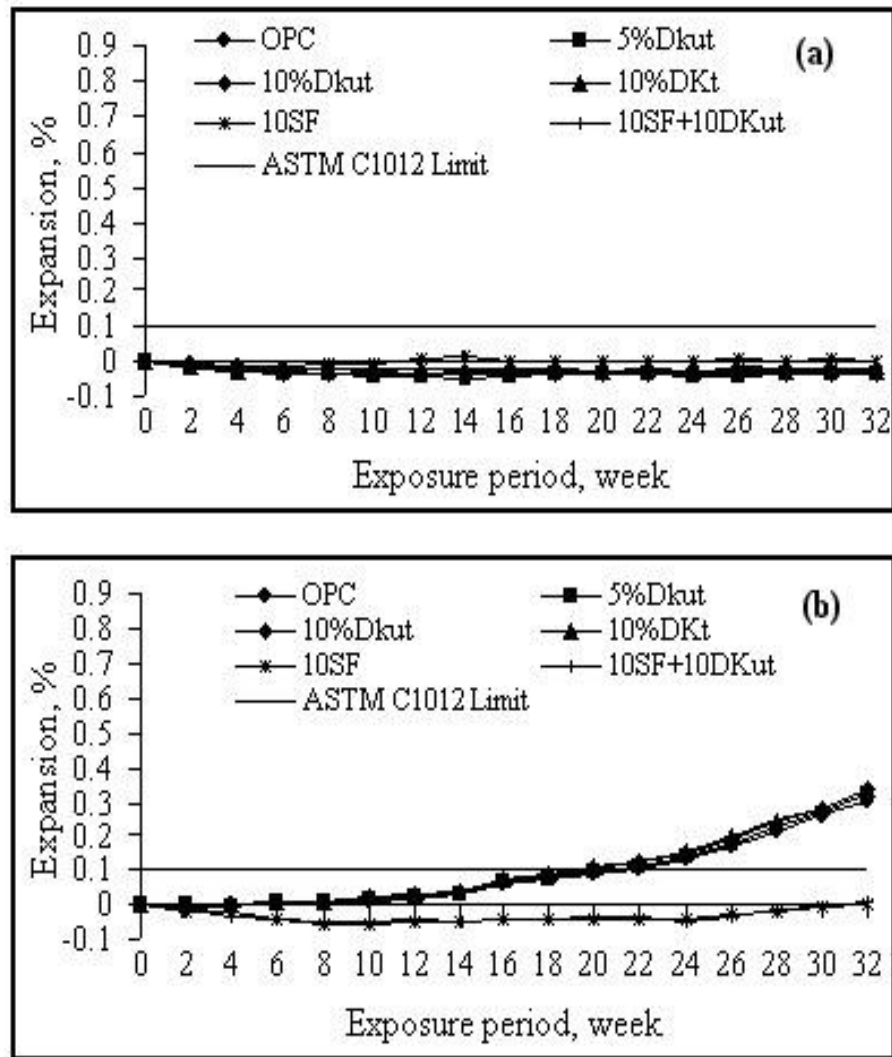 (a)
OPC 5%Dkut
10%Dkut 10%DKt
10SF 10SF+10DKut
ASTM C1012 Limit
Expansion, %
0.9
0.8
0.7
0.6
0.5
0.4
0.3
0.2
0.1
0
-0.1
0 2 4 6 8 10 12 14 16 18 20 22 24 26 28 30 32
Exposure period, week
(b)
OPC 5%Dkut
10%Dkut 10%DKt
10SF 10SF+10DKut
ASTM C1012 Limit
Expansion, %
0.9
0.8
0.7
0.6
0.5
0.4
0.3
0.2
0.1
0
-0.1
0 2 4 6 8 10 12 14 16 18 20 22 24 26 28 30 32
Exposure period, week